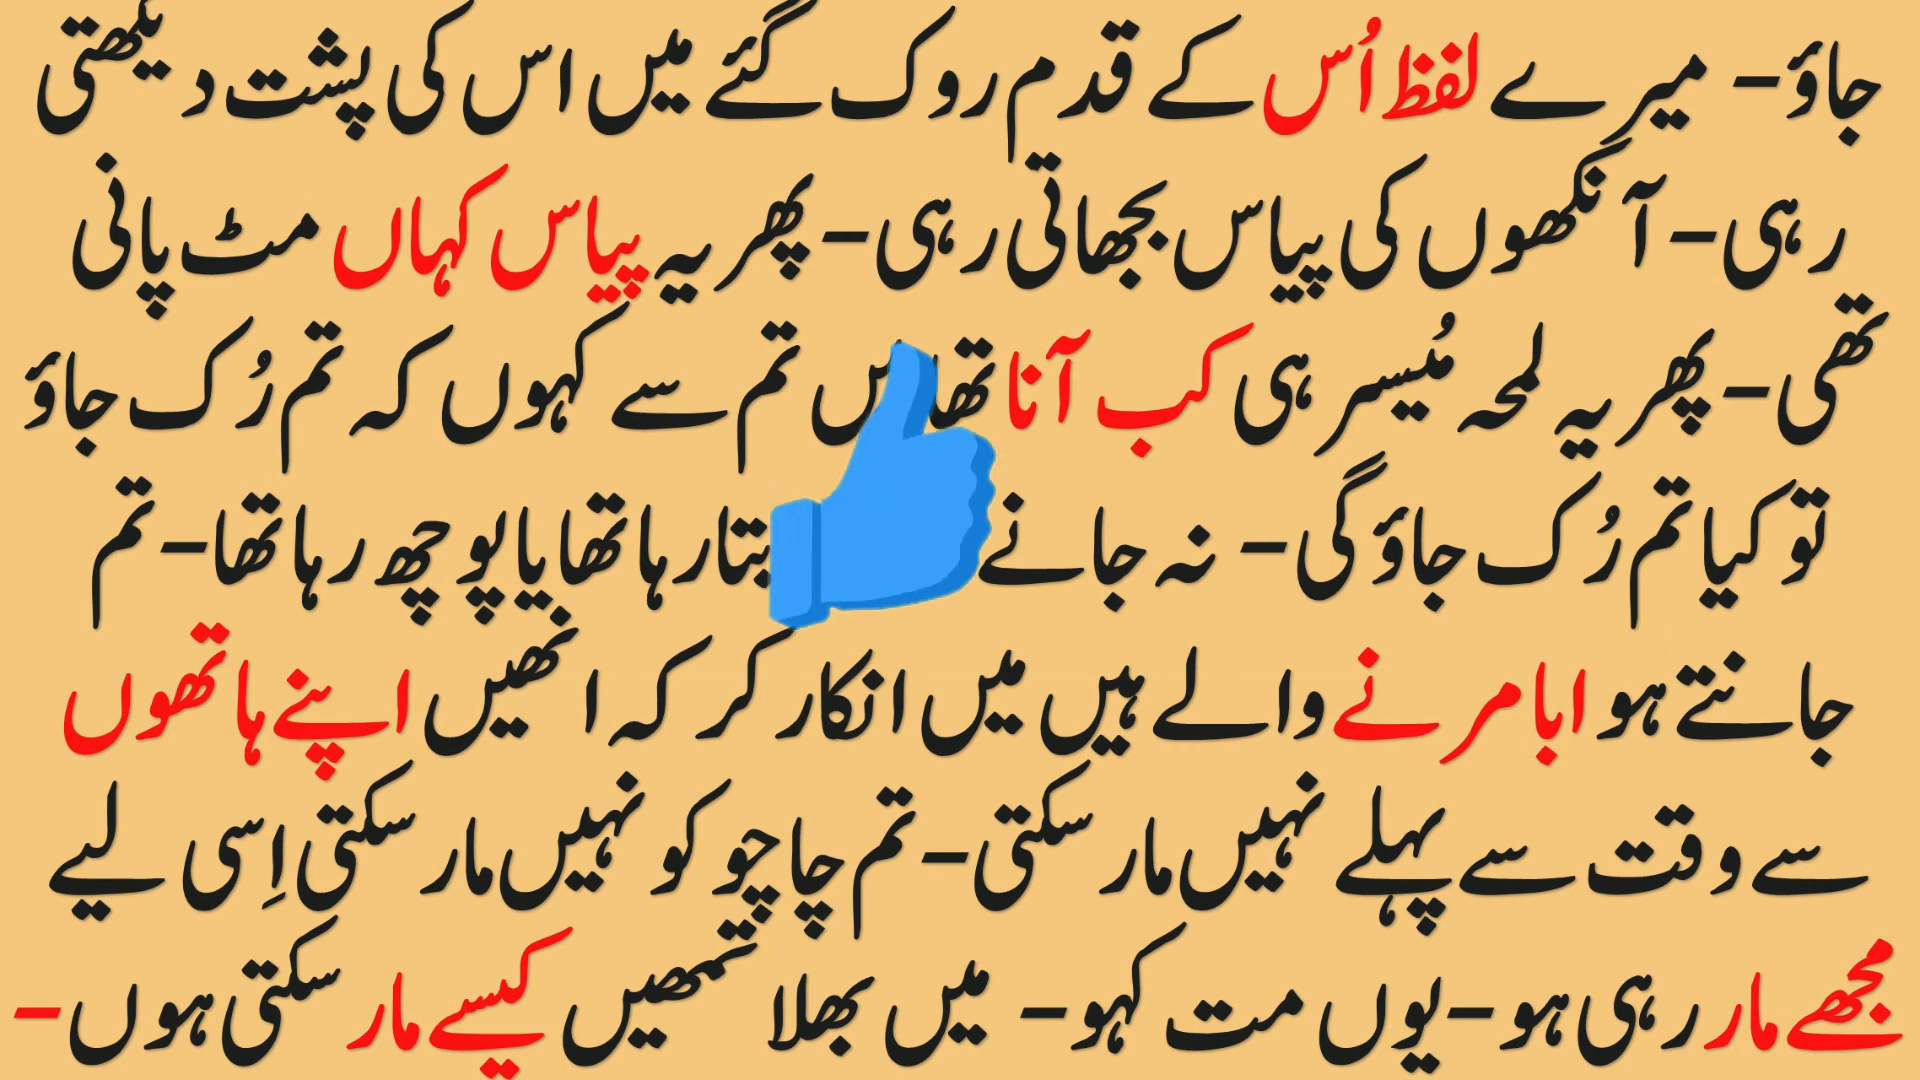 جاؤ- میرے لفظ اُس کے قدم روک گئے میں اس کی پشت دیکھتی
رہی- آنکھوں کی پیاس بجھاتی رہی- پھر یہ پیاس کہاں مٹ پانی
تھی- پھر یہ لمحہ مُیسر ہی کب آنا تھا تم سے کہوں کہ تم رُک جاؤ
تو کیا تم رُک جاؤ گی- نہ جانے بتا رہا تھا یا پوچھ رہا تھا- تم
جانتے ہو ابا مرنے والے ہیں میں انکار کر کہ انھیں اپنے ہاتھوں
سے وقت سے پہلے نہیں مار سکتی- تم چاچو کو نہیں مار سکتی اِسی لیے
مجھے مار رہی ہو- یوں مت کہو- میں بھلا تمھیں کیسے مار سکتی ہوں-